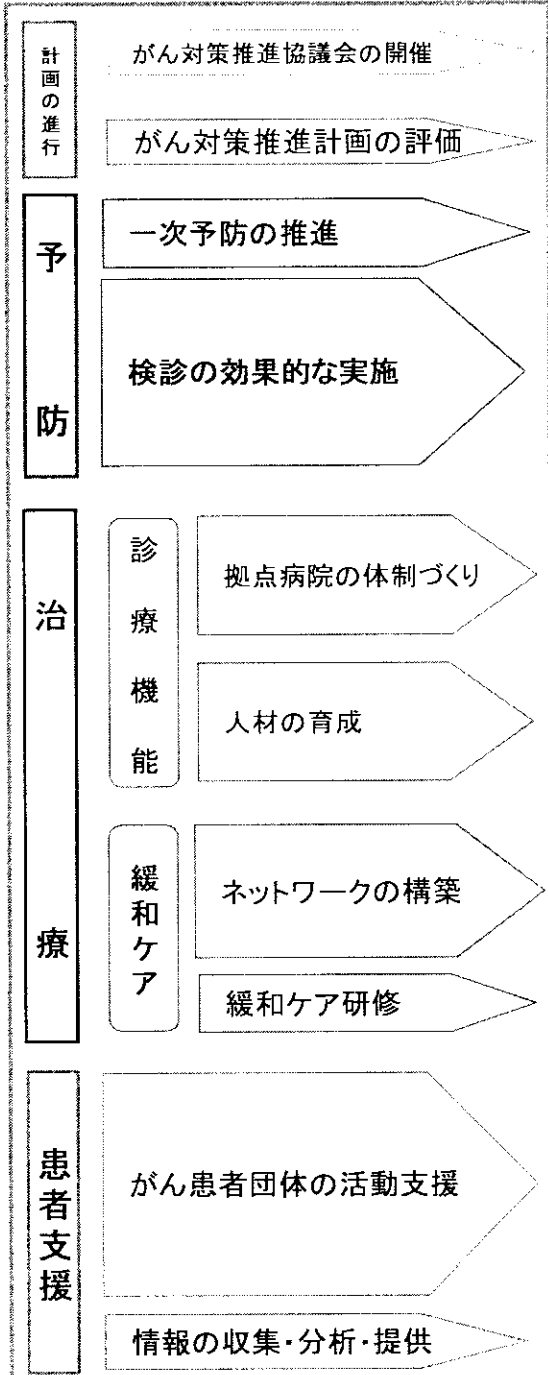 計画の進行
がん対策推進協議会の開催
がん対策推進計画の評価
予防
一次予防の推進
検診の効果的な実施
治療
診療機能
拠点病院の体制づくり
人材の育成
緩和ケア
ネットワークの構築
緩和ケア研修
患者支援
がん患者団体の活動支援
情報の収集・分析・提供